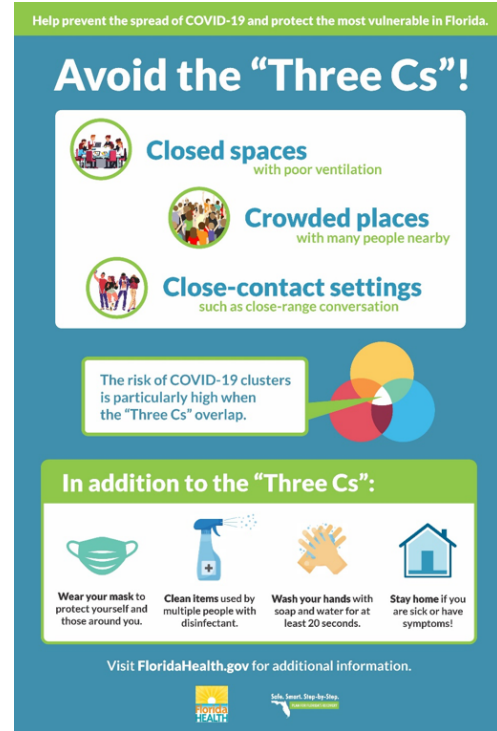 Help prevent the spread of COVID-19 and protect the most vulnerable in Florida.
Avoid the “Three Cs”!
Closed spaces
with poor ventilation
Crowded places
with many people nearby
Close-contact settings
such as close-range conversation
The risk of COVID-19 clusters
is particularly high when
the “Three Cs” overlap.
In addition to the “Three Cs”:
Wear your mask to
protect yourself and
those around you.
Clean items used by
multiple people with
disinfectant.
Wash your hands with
soap and water for at
least 20 seconds.
Stay home if you
are sick or have
symptoms!
Visit FloridaHealth.gov for additional information.
Florida
HEALTH
Safe. Smart. Step-by-Step.